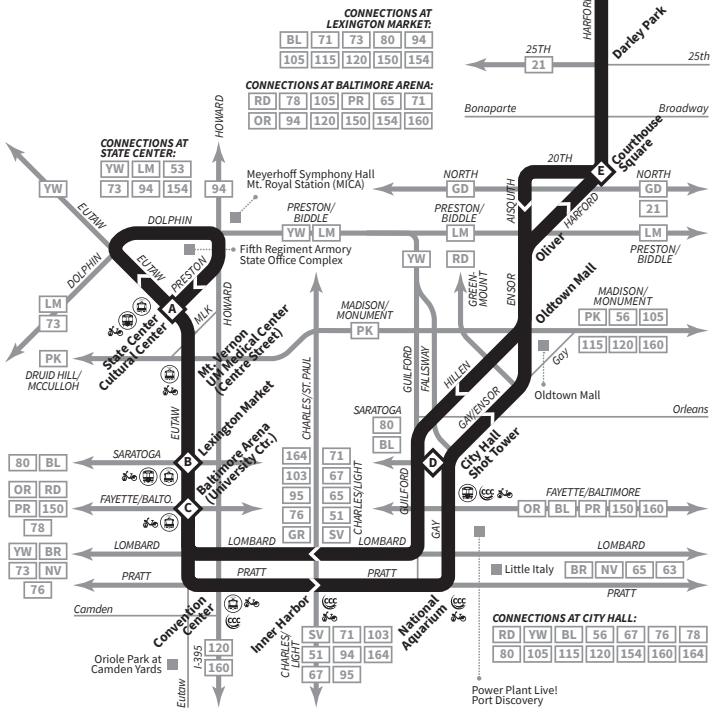 CONNECTIONS AT
LEXINGTON MARKET:
BL 71 73 80 94
105 115 120 150 154
CONNECTIONS AT BALTIMORE ARENA:
RD 78 105 PR 65 71
OR 94 120 150 154 160
HARFORD
Darley Park
25TH
21
25th
Bonaparte
Broadway
CONNECTIONS AT
STATE CENTER:
YW LM 53
73 94 154
HOWARD
94
Meyerhoff Symphony Hall
Mt. Royal Station (MICA)
YW
EUTAW
DOLPHIN
DOLPHIN
EUTAW
PRESTON
Fifth Regiment Armory
State Office Complex
PRESTON/
BIDDLE
YW LM
NORTH
GD
PRESTON/
BIDDLE
LM
20TH
E
Courthouse
Square
AISQUITH
HARFORD
Oliver
NORTH
GD
21
LM
PRESTON/
BIDDLE
YW
RD
GREEN-
MOUNT
ENSOR
Oldtown Mall
MADISON/
MONUMENT
PK 56 105
115 120 160
Gay
Oldtown Mall
LM
73
PK
DRUID HILL/
MCCULLOH
A
State Center
Cultural Center
MLK
HOWARD
Mt. Vernon
UM Medical Center
(Centre Street)
MADISON/
MONUMENT
PK
CHARLES/ST. PAUL
GUILFORD
FALLSWAY
HILLEN
GAY/ENSOR
Orleans
EUTAW
Lexington Market
SARATOGA
80
BL
80 BL
SARATOGA
B
Baltimore Arena
(University Ctr.)
C
OR RD
PR 150
78
FAYETTE/BALTO.
164 71
103 67
95 65
76 51
GR SV
CHARLES/LIGHT
D
City Hall
Shot Tower
GUILFORD
GAY
FAYETTE/BALTIMORE
OR BL PR 150 160
YW BR
73 NV
76
LOMBARD
LOMBARD
LOMBARD
LOMBARD
PRATT
PRATT
PRATT
PRATT
Little Italy
BR NV 65 63
Camden
Convention
Center
Inner Harbor
National
Aquarium
CONNECTIONS AT CITY HALL:
RD YW BL 56 67 76 78
80 105 115 120 154 160 164
Oriole Park at
Camden Yards
Eutaw
I-395
120
160
CHARLES/
LIGHT
SV 71 103
51 94 164
67 95
Power Plant Live!
Port Discovery